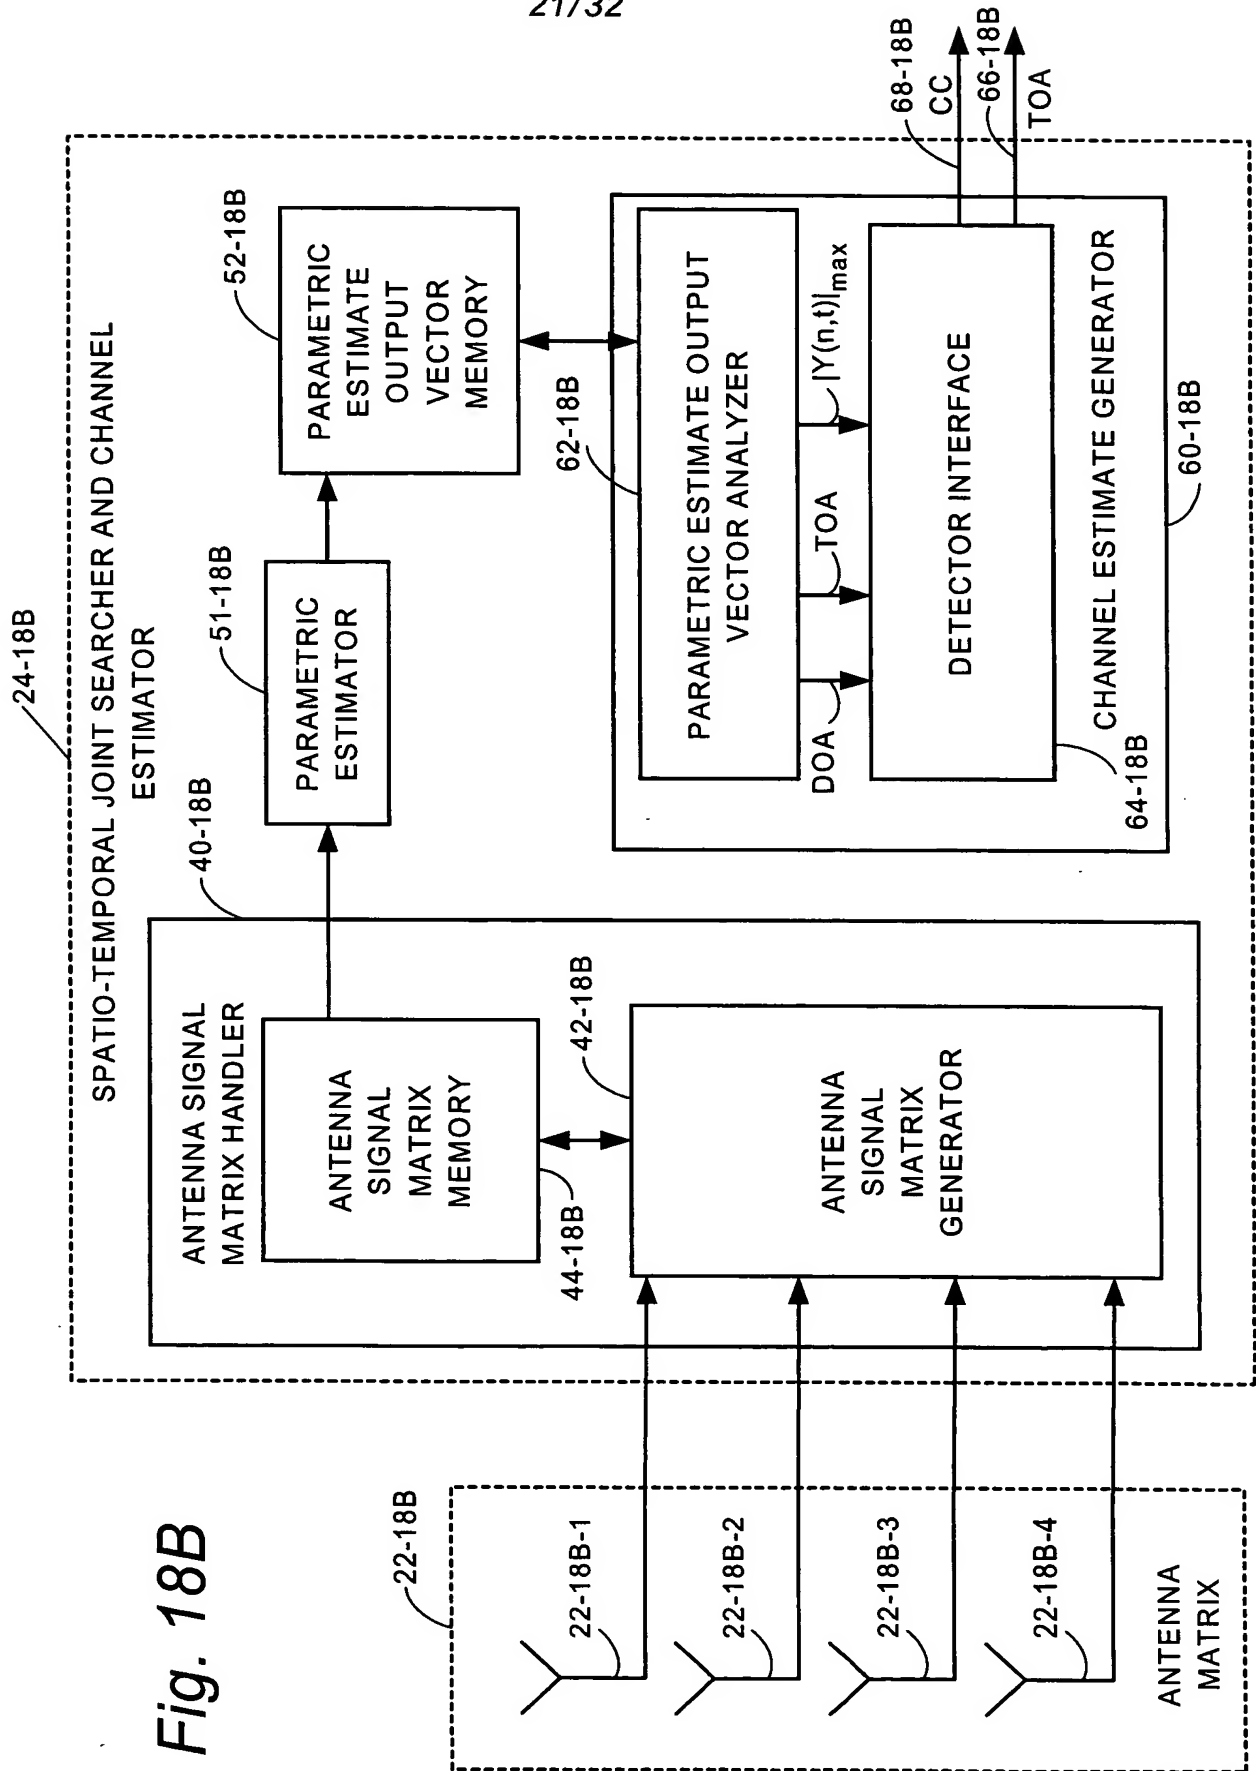 21/32
Fig. 18B
24-18B
SPATIO-TEMPORAL JOINT SEARCHER AND CHANNEL
ESTIMATOR
40-18B
ANTENNA SIGNAL
MATRIX HANDLER
ANTENNA
SIGNAL
MATRIX
MEMORY
44-18B
42-18B
ANTENNA
SIGNAL
MATRIX
GENERATOR
51-18B
PARAMETRIC
ESTIMATOR
52-18B
PARAMETRIC
ESTIMATE
OUTPUT
VECTOR
MEMORY
62-18B
PARAMETRIC ESTIMATE OUTPUT
VECTOR ANALYZER
DOA
TOA
|Y(n,t)|max
DETECTOR INTERFACE
64-18B
CHANNEL ESTIMATE GENERATOR
60-18B
68-18B
CC
66-18B
TOA
22-18B
22-18B-1
22-18B-2
22-18B-3
22-18B-4
ANTENNA
MATRIX